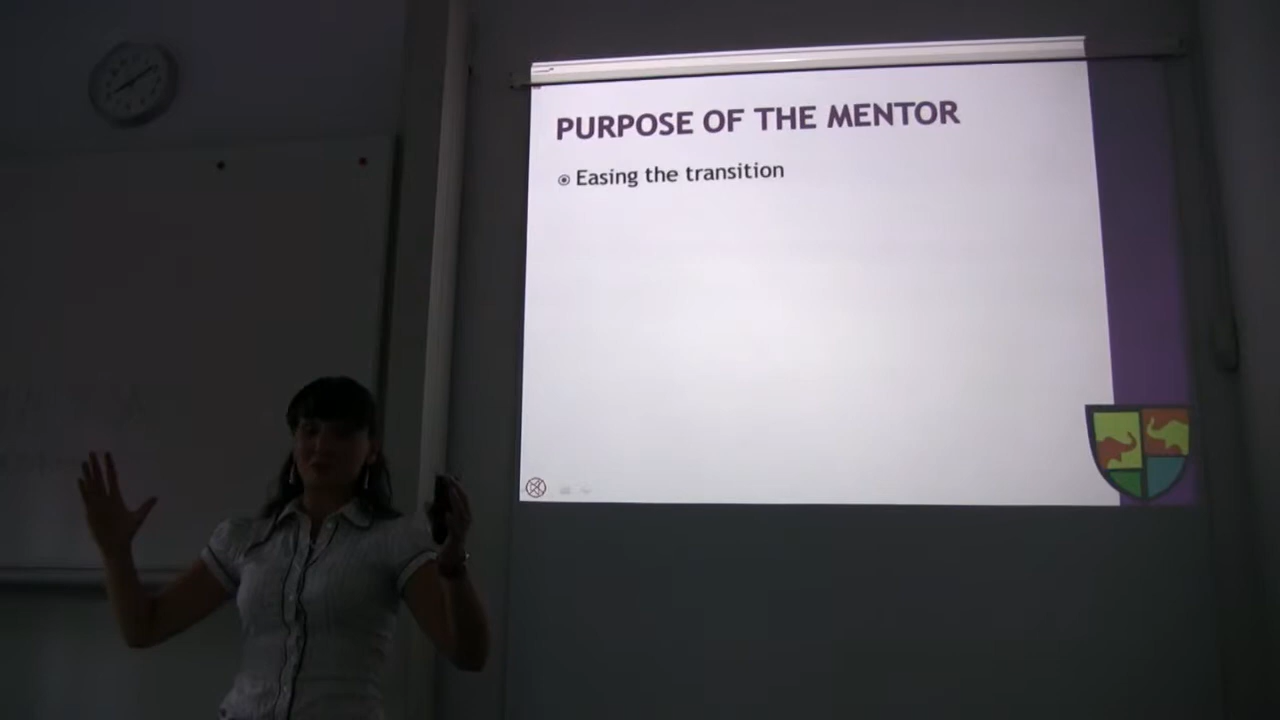 PURPOSE OF THE MENTOR
Easing the transition